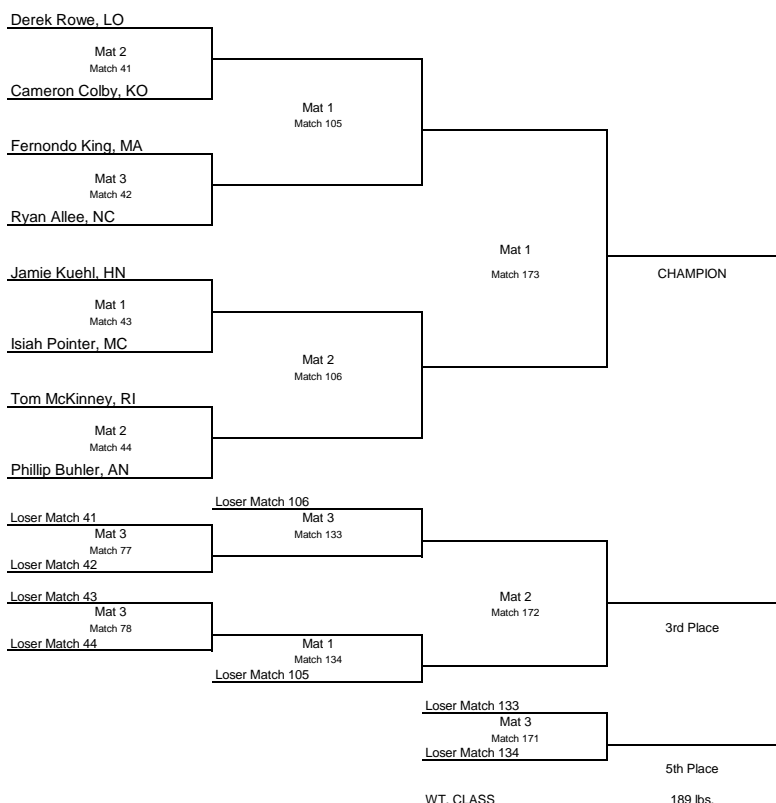 Derek Rowe, LO
Mat 2
Match 41
Cameron Colby, KO
Mat 1
Match 105
Fernondo King, MA
Mat 3
Match 42
Ryan Allee, NC
Mat 1
Match 173
CHAMPION
Jamie Kuehl, HN
Mat 1
Match 43
Isiah Pointer, MC
Mat 2
Match 106
Tom McKinney, RI
Mat 2
Match 44
Phillip Buhler, AN
Loser Match 106
Loser Match 41
Mat 3
Match 77
Mat 3
Match 133
Loser Match 42
Loser Match 43
Mat 3
Match 78
Loser Match 44
Mat 2
Match 172
3rd Place
Mat 1
Match 134
Loser Match 105
Loser Match 133
Mat 3
Match 171
Loser Match 134
5th Place
WT. CLASS 189 lbs.